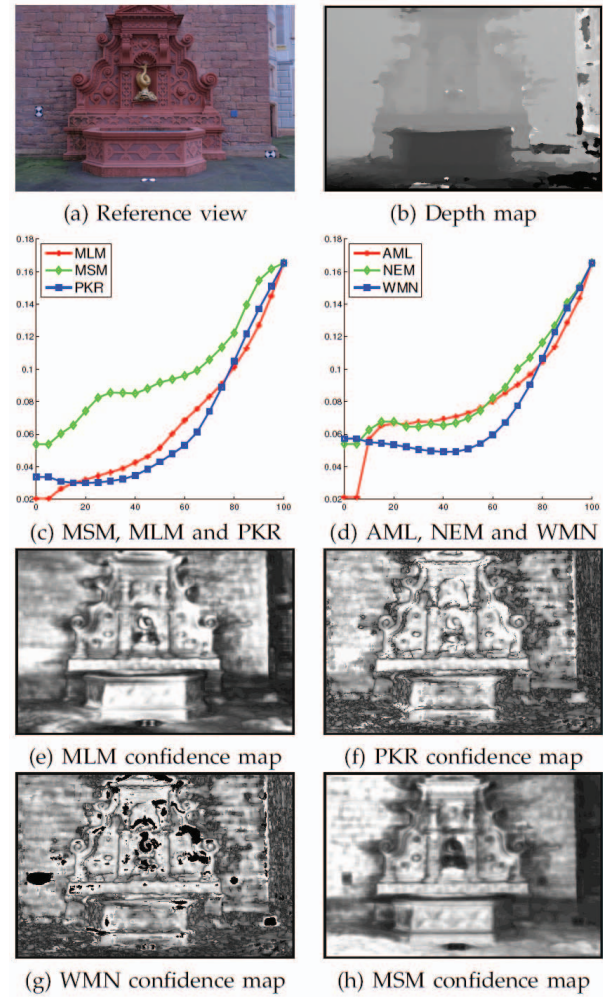 (a) Reference view
(b) Depth map
0.18
0.16
0.14
0.12
0.1
0.08
0.06
0.04
0.02
0
20
40
60
80
100
MLM
MSM
PKR
(c) MSM, MLM and PKR
0.18
0.16
0.14
0.12
0.1
0.08
0.06
0.04
0.02
0
20
40
60
80
100
AML
NEM
WMN
(d) AML, NEM and WMN
(e) MLM confidence map
(f) PKR confidence map
(g) WMN confidence map
(h) MSM confidence map